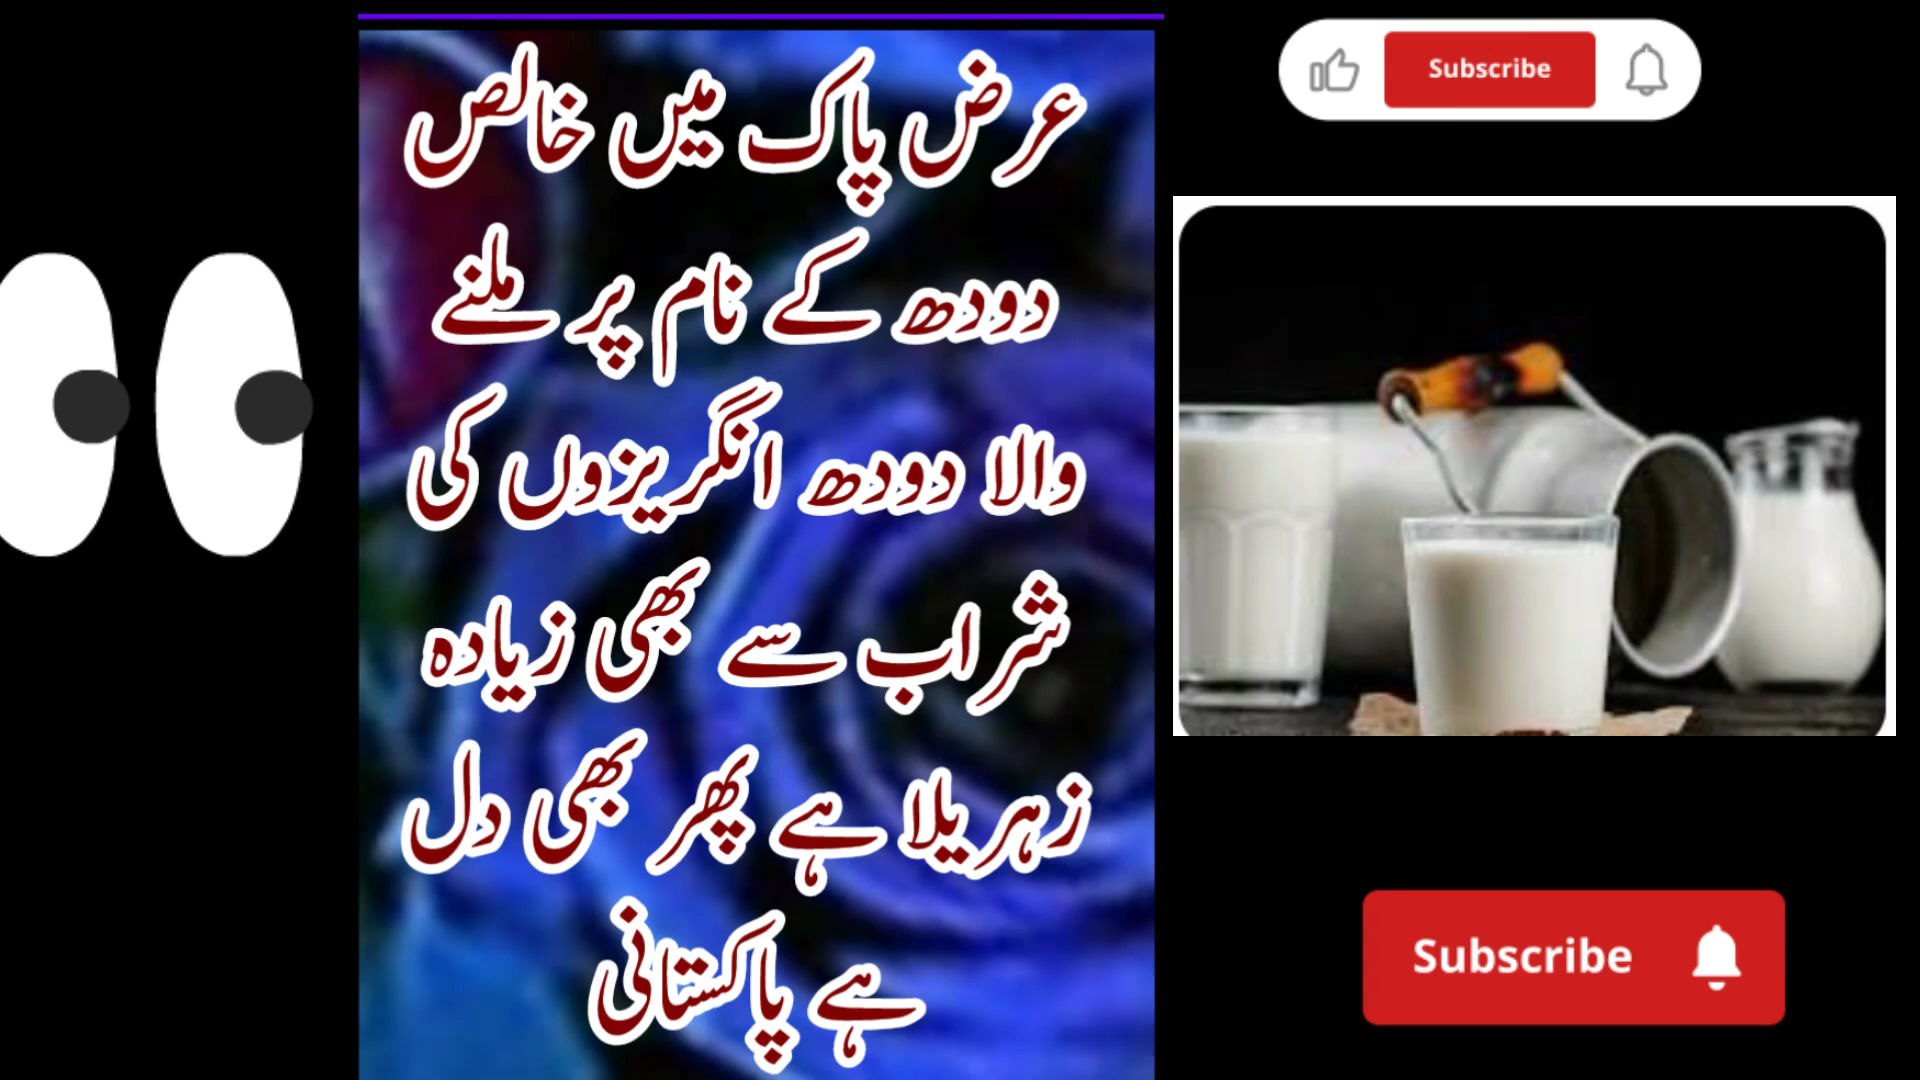 عرض پاک میں خالص
دودھ کے نام پر ملنے
والا دودھ انگریزوں کی
شراب سے بھی زیادہ
زہریلا ہے پھر بھی دل
ہے پاکستانی
Subscribe
Subscribe